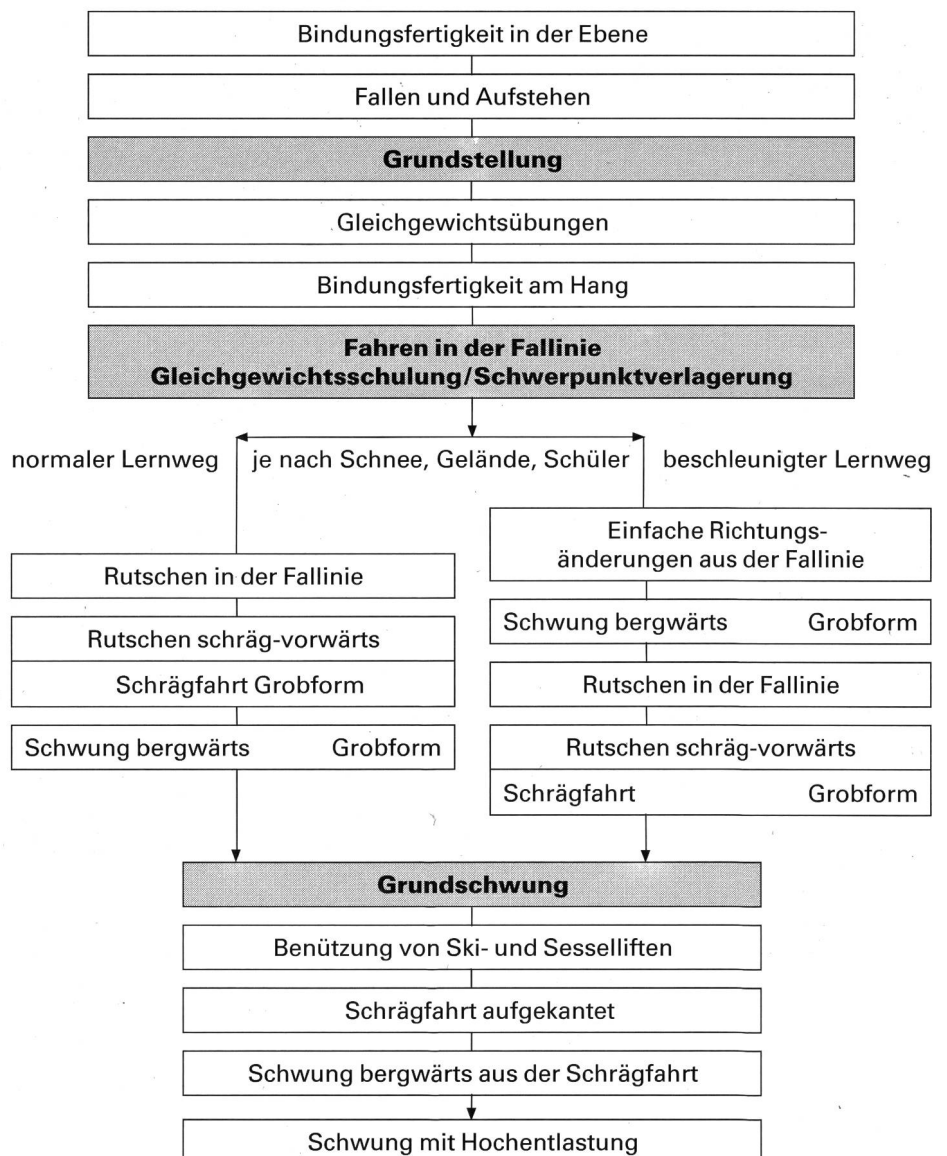 Bindungsfertigkeit in der Ebene
Fallen und Aufstehen
Grundstellung
Gleichgewichtsübungen
Bindungsfertigkeit am Hang
Fahren in der Fallinie
Gleichgewichtsschulung/Schwerpunktverlagerung
normaler Lernweg
je nach Schnee, Gelände, Schüler
beschleunigter Lernweg
Rutschen in der Fallinie
Rutschen schräg-vorwärts
Schrägfahrt Grobform
Schwung bergwärts Grobform
Einfache Richtungs-
änderungen aus der Fallinie
Schwung bergwärts Grobform
Rutschen in der Fallinie
Rutschen schräg-vorwärts
Schrägfahrt Grobform
Grundschwung
Benützung von Ski- und Sesselliften
Schrägfahrt aufgekantet
Schwung bergwärts aus der Schrägfahrt
Schwung mit Hochentlastung